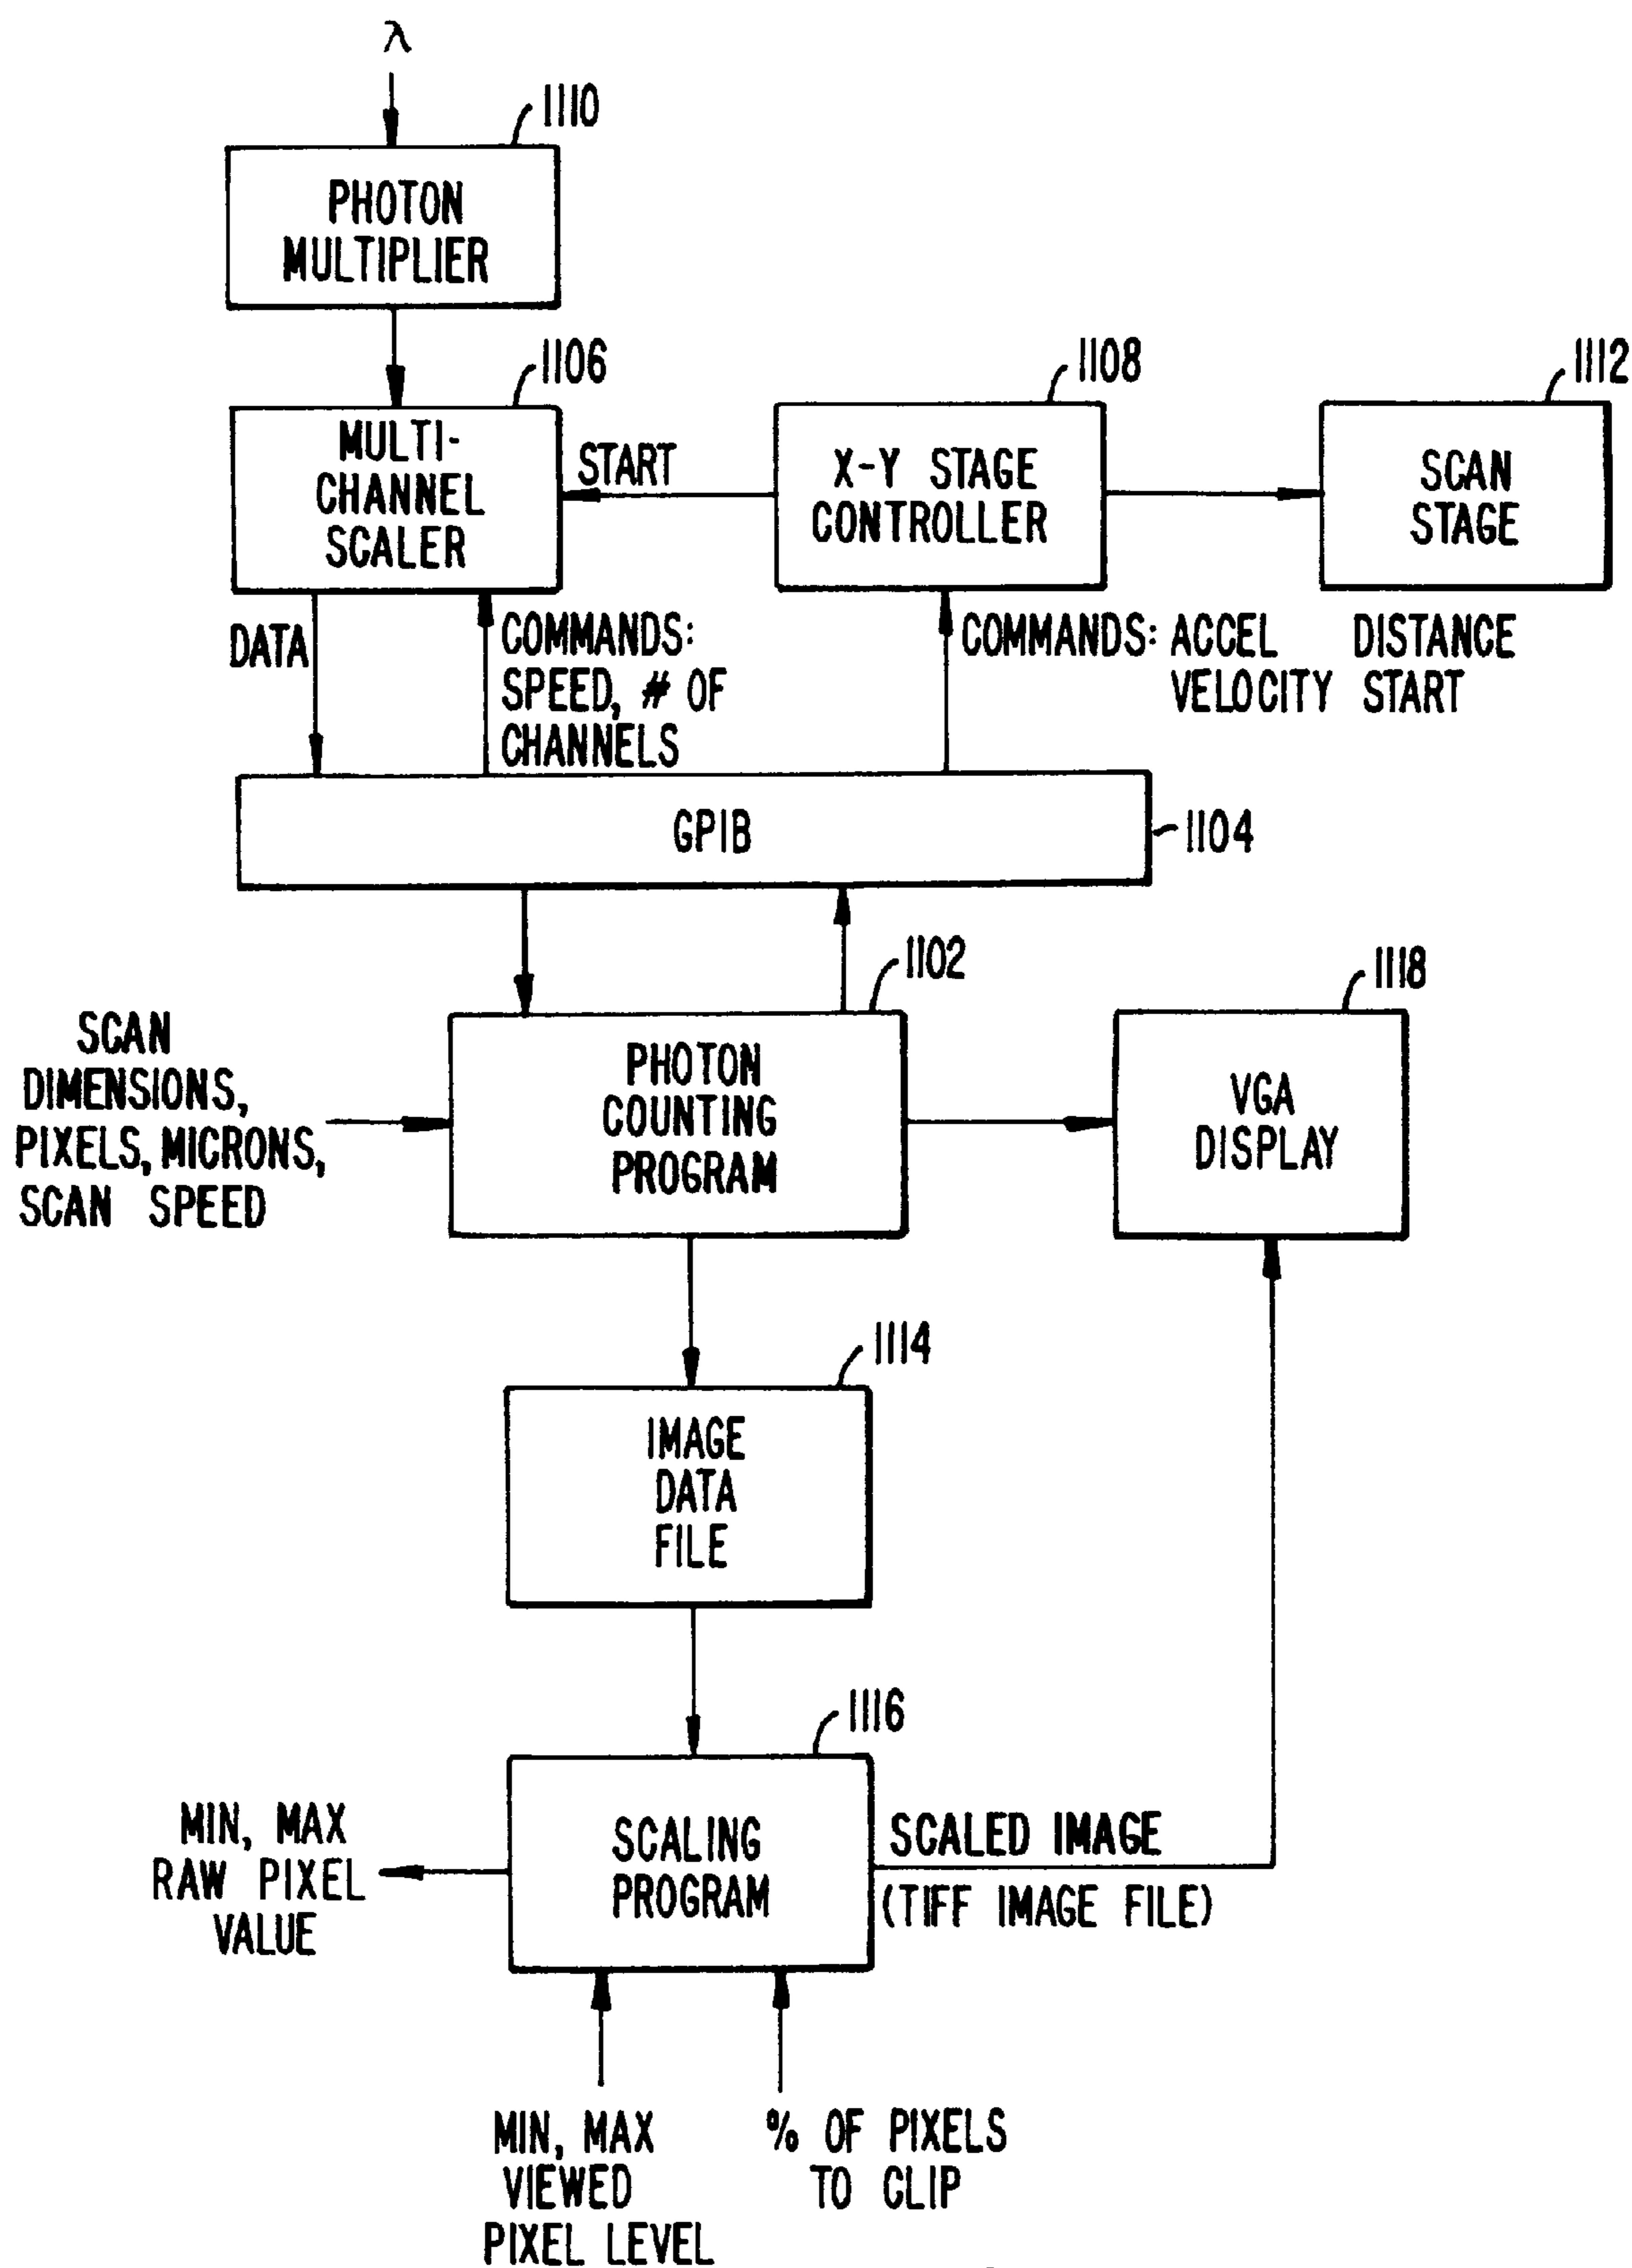 λ
1110
PHOTON
MULTIPLIER
1106
MULTI-
CHANNEL
SCALER
START
1108
X-Y STAGE
CONTROLLER
1112
SCAN
STAGE
DATA
COMMANDS:
SPEED, # OF
CHANNELS
COMMANDS: ACCEL DISTANCE
VELOCITY START
GPIB
1104
1102
SCAN
DIMENSIONS,
PIXELS, MICRONS,
SCAN SPEED
PHOTON
COUNTING
PROGRAM
1118
VGA
DISPLAY
1114
IMAGE
DATA
FILE
1116
MIN, MAX
RAW PIXEL
VALUE
SCALING
PROGRAM
SCALED IMAGE
(TIFF IMAGE FILE)
MIN, MAX
VIEWED
PIXEL LEVEL
% OF PIXELS
TO CLIP